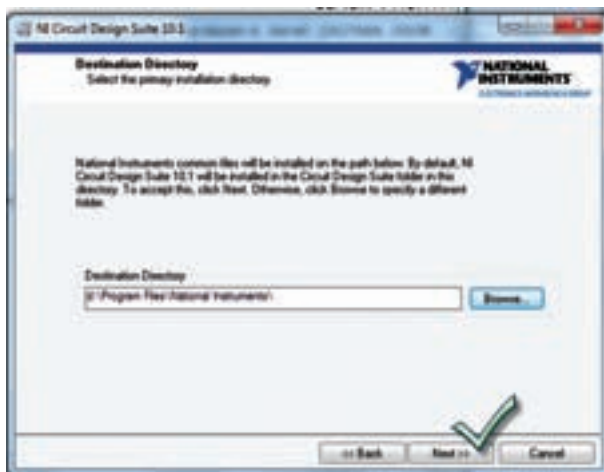 NI Circuit Design Suite 10.1
Destination Directory
Select the primary installation directory.
NATIONAL
INSTRUMENTS
National Instruments common files will be installed on the path below. By default, NI
Circuit Design Suite 10.1 will be installed in the Circuit Design Suite folder in this
directory. To accept this, click Next. Otherwise, click Browse to specify a different
folder.
Destination Directory
\Program Files\National Instruments\
Browse...
<< Back
Next >>
Cancel